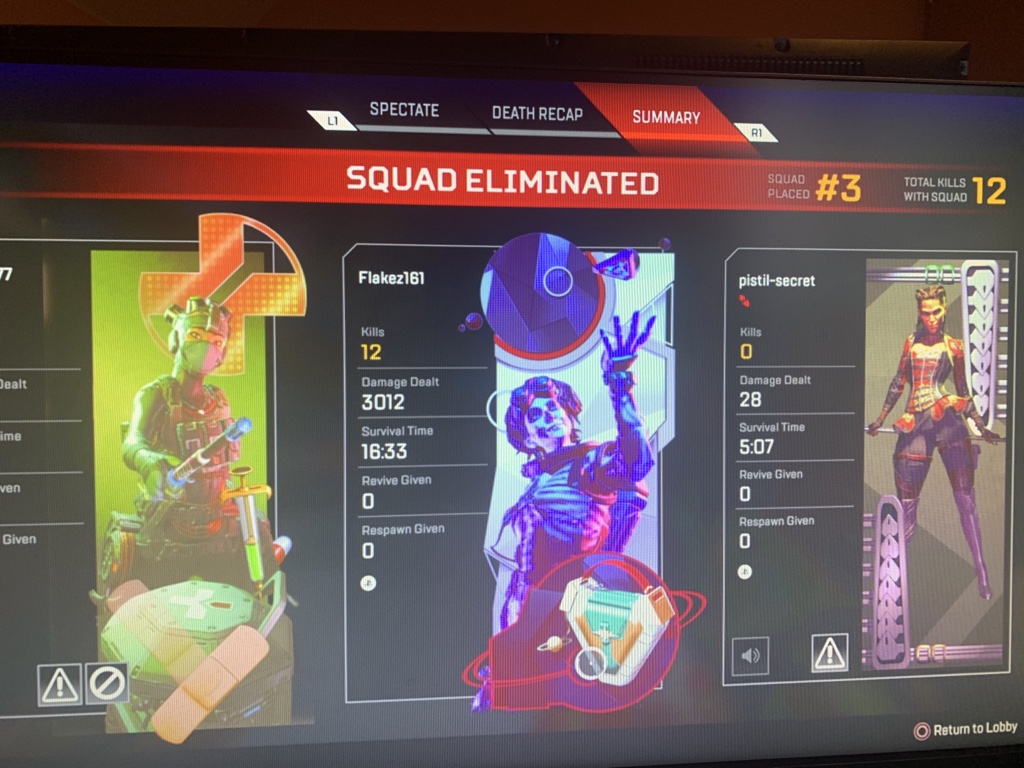 L1
SPECTATE
DEATH RECAP
SUMMARY
R1
SQUAD ELIMINATED
SQUAD
PLACED
#3
TOTAL KILLS
WITH SQUAD
12
Ime
ven
Given
Flakez161
Kills
12
Damage Dealt
3012
Survival Time
16:33
Revive Given
0
Respawn Given
0
pistil-secret
Kills
0
Damage Dealt
28
Survival Time
5:07
Revive Given
0
Respawn Given
0
Return to Lobby